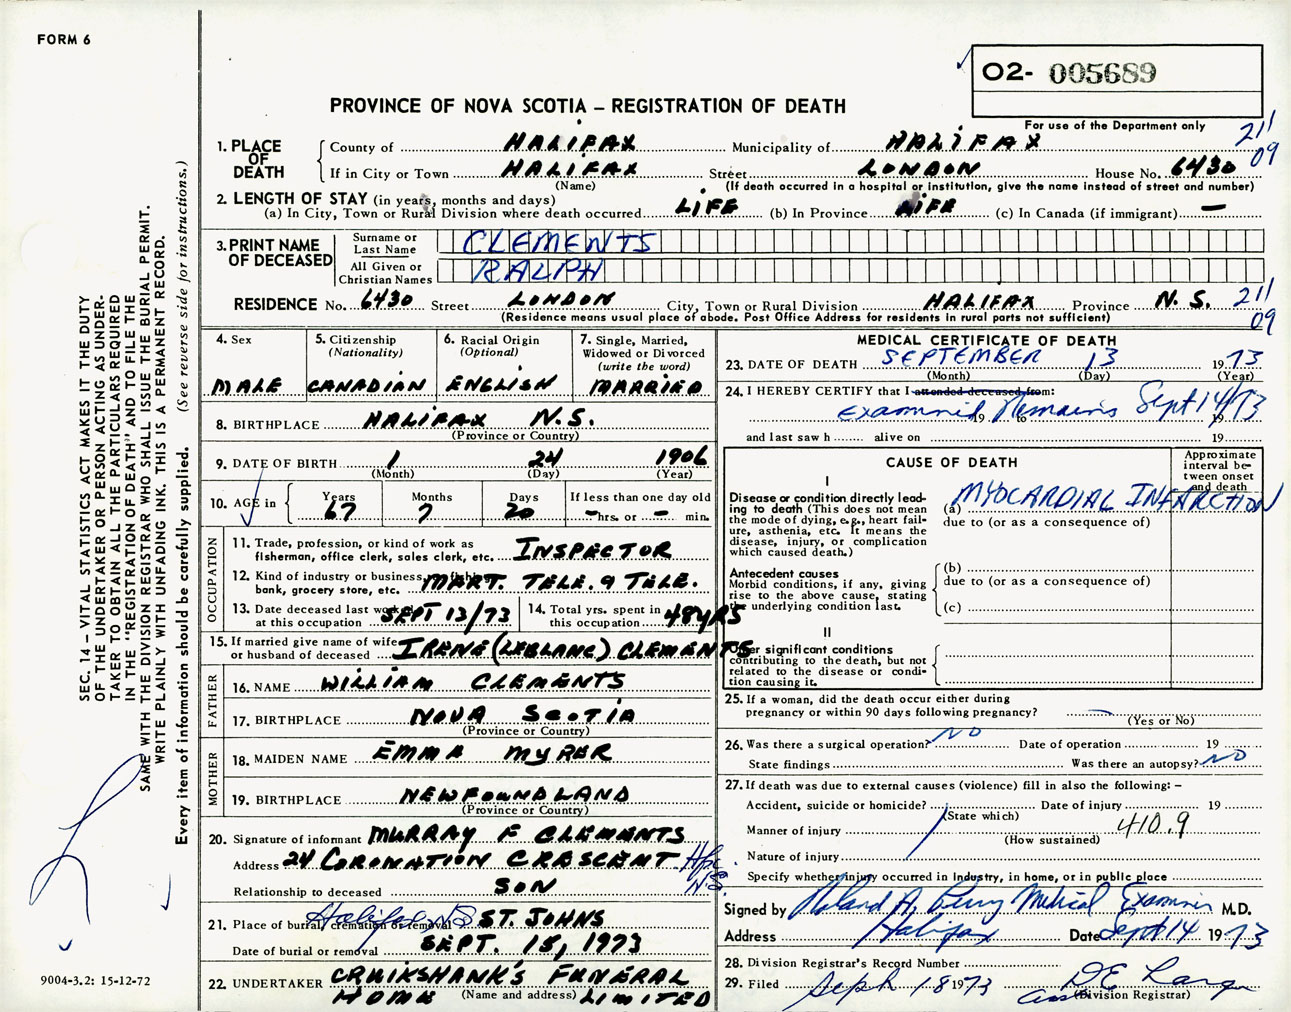 FORM 6
O2- 005689
PROVINCE OF NOVA SCOTIA – REGISTRATION OF DEATH
For use of the Department only
211
09
1. PLACE OF DEATH
County of HALIFAX Municipality of HALIFAX
If in City or Town HALIFAX Street LONDON House No. 6430
(Name) (If death occurred in a hospital or institution, give the name instead of street and number)
2. LENGTH OF STAY (in years, months and days)
(a) In City, Town or Rural Division where death occurred LIFE (b) In Province LIFE (c) In Canada (if immigrant) —
3. PRINT NAME OF DECEASED
Surname or Last Name CLEMENTS
All Given or Christian Names RALPH
RESIDENCE No. 6430 Street LONDON City, Town or Rural Division HALIFAX Province N.S. 211
(Residence means usual place of abode. Post Office Address for residents in rural parts not sufficient) 09
4. Sex
MALE
5. Citizenship (Nationality)
CANADIAN
6. Racial Origin (Optional)
ENGLISH
7. Single, Married, Widowed or Divorced (write the word)
MARRIED
8. BIRTHPLACE HALIFAX N.S.
(Province or Country)
9. DATE OF BIRTH 1 24 1906
(Month) (Day) (Year)
10. AGE in Years 67 Months 7 Days 20 If less than one day old – hrs. or – min.
OCCUPATION
11. Trade, profession, or kind of work as
fisherman, office clerk, sales clerk, etc. INSPECTOR
12. Kind of industry or business,
bank, grocery store, etc. MART. TELE. & TELE.
13. Date deceased last worked
at this occupation SEPT 13/73
14. Total yrs. spent in
this occupation 48 YRS
15. If married give name of wife
or husband of deceased IRENE (LEBLANC) CLEMENTS
FATHER
16. NAME WILLIAM CLEMENTS
17. BIRTHPLACE NOVA SCOTIA
(Province or Country)
MOTHER
18. MAIDEN NAME EMMA MYRER
19. BIRTHPLACE NEWFOUNDLAND
(Province or Country)
20. Signature of informant MURRAY F CLEMENTS
Address 24 CORONATION CRESCENT Hfx. N.S.
Relationship to deceased SON
21. Place of burial, cremation or removal Halifax NS ST. JOHNS
Date of burial or removal SEPT. 15, 1973
22. UNDERTAKER CRUIKSHANK'S FUNERAL
HOME (Name and address) LIMITED
MEDICAL CERTIFICATE OF DEATH
23. DATE OF DEATH SEPTEMBER 13 1973
(Month) (Day) (Year)
24. I HEREBY CERTIFY that I attended deceased from:
Examined 19 to Remains Sept 14/73 19
and last saw h alive on 19
CAUSE OF DEATH
Approximate interval between onset and death
I
Disease or condition directly leading to death (This does not mean the mode of dying, e.g., heart failure, asthenia, etc. It means the disease, injury, or complication which caused death.)
(a) MYOCARDIAL INFARCTION
due to (or as a consequence of)
Antecedent causes
Morbid conditions, if any, giving rise to the above cause, stating the underlying condition last.
(b)
due to (or as a consequence of)
(c)
II
Other significant conditions
contributing to the death, but not related to the disease or condition causing it.
25. If a woman, did the death occur either during
pregnancy or within 90 days following pregnancy? —
(Yes or No)
26. Was there a surgical operation? NO Date of operation 19
State findings Was there an autopsy? NO
27. If death was due to external causes (violence) fill in also the following: –
Accident, suicide or homicide? Date of injury 19
(State which)
Manner of injury 410.9
(How sustained)
Nature of injury
Specify whether injury occurred in Industry, in home, or in public place
Signed by Roland A. Perry Medical Examiner M.D.
Address Halifax Date Sept 14 1973
28. Division Registrar's Record Number
29. Filed Sept 18 1973
(Division Registrar)
SEC. 14 – VITAL STATISTICS ACT MAKES IT THE DUTY
OF THE UNDERTAKER OR PERSON ACTING AS UNDER-
TAKER TO OBTAIN ALL THE PARTICULARS REQUIRED
IN THE "REGISTRATION OF DEATH" AND TO FILE THE
SAME WITH THE DIVISION REGISTRAR WHO SHALL ISSUE THE BURIAL PERMIT.
WRITE PLAINLY WITH UNFADING INK. THIS IS A PERMANENT RECORD.
Every item of information should be carefully supplied. (See reverse side for instructions.)
9004-3.2: 15-12-72